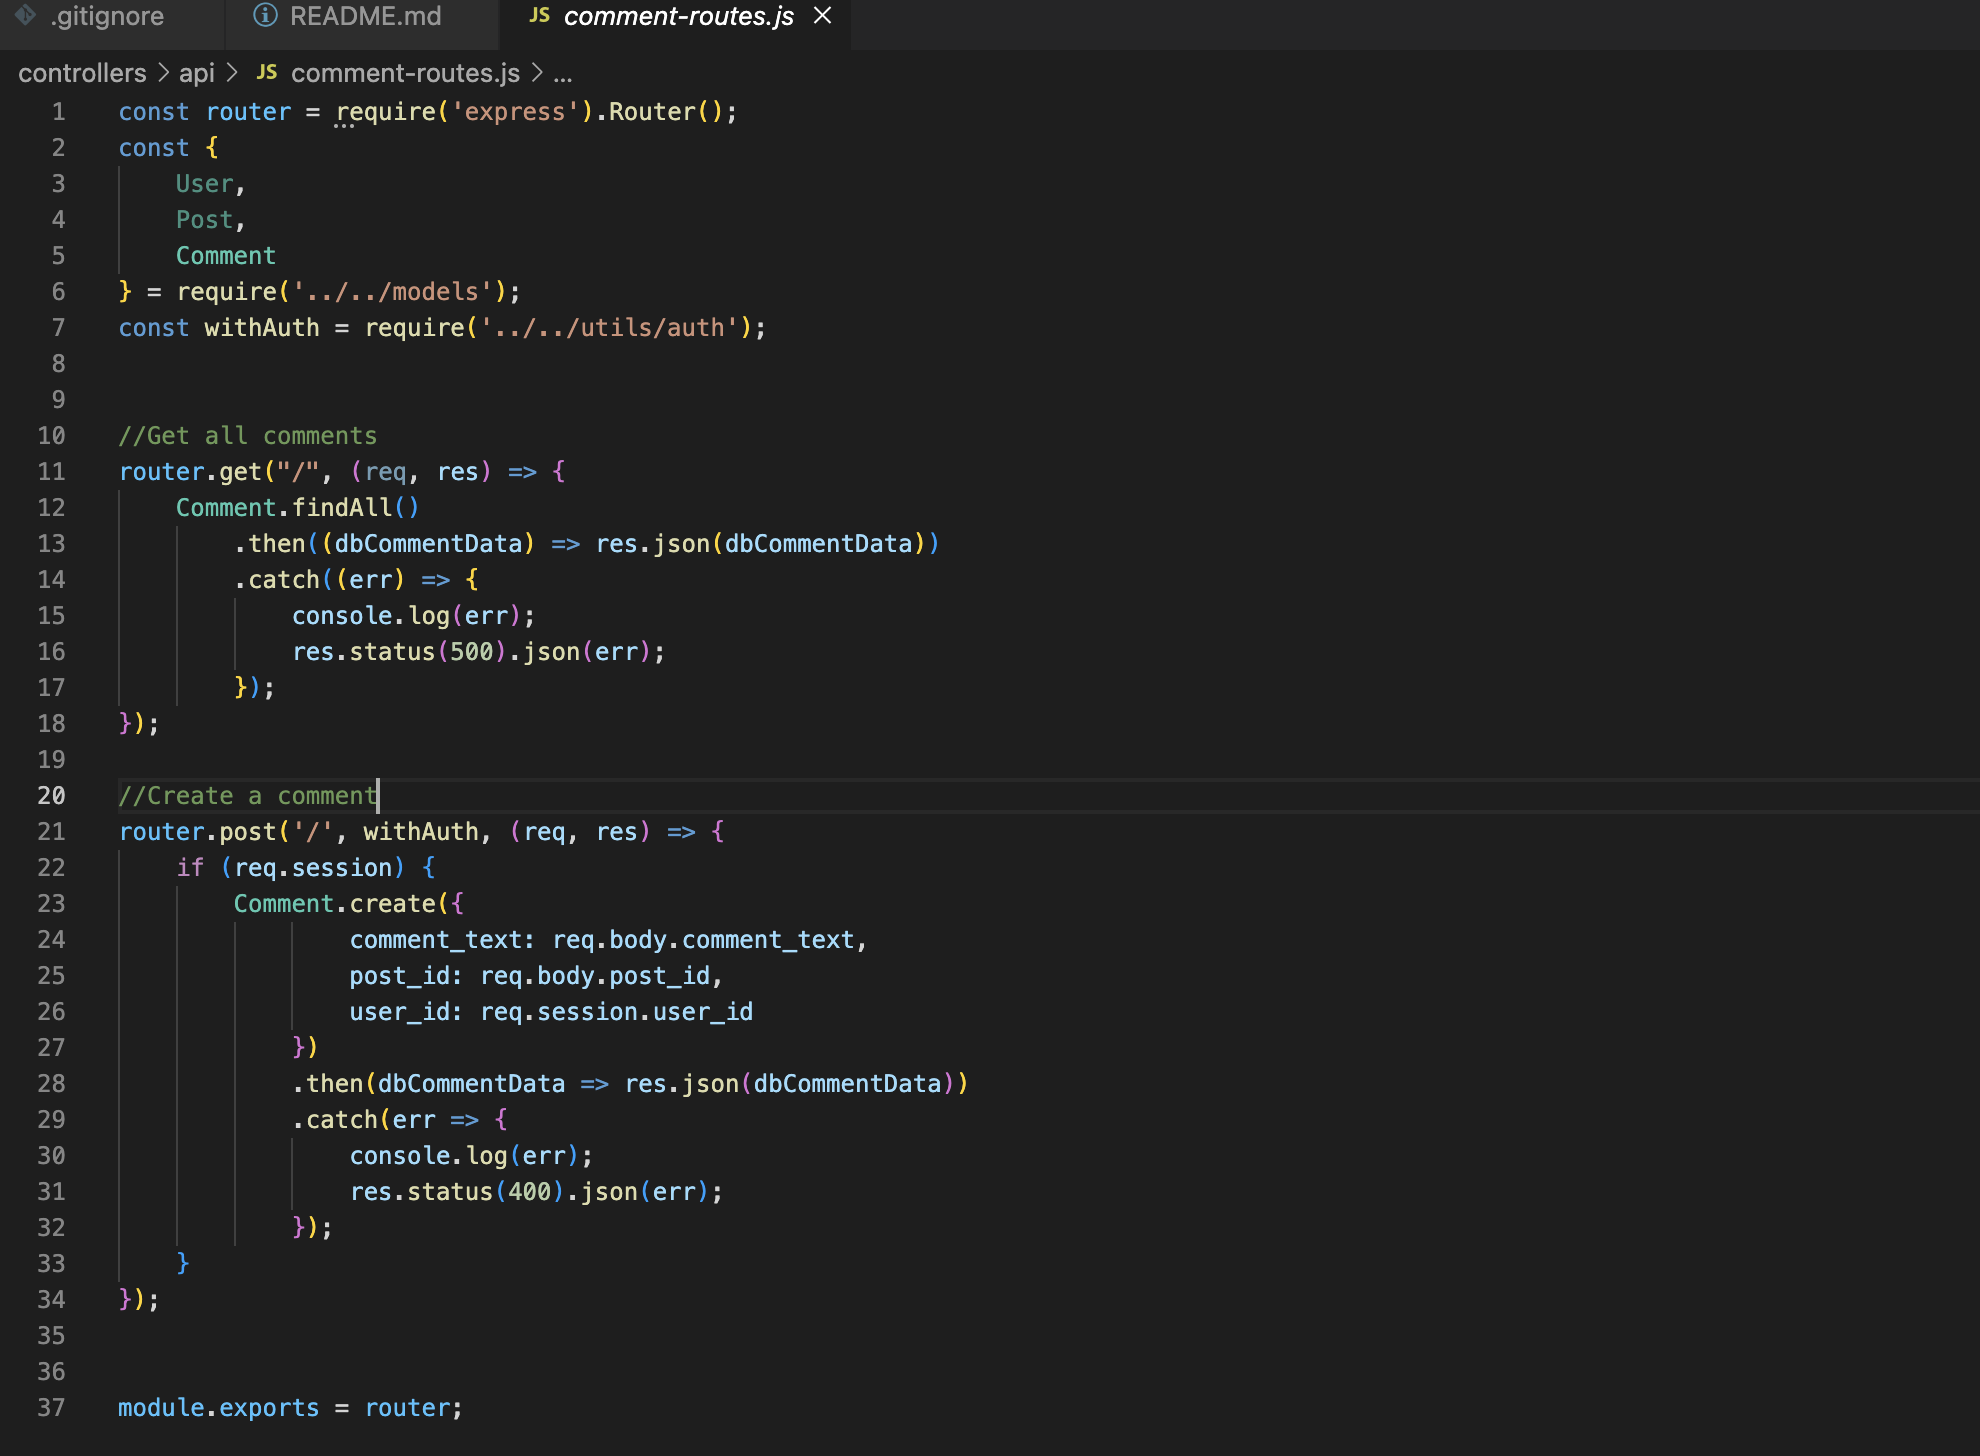 .gitignore README.md JS comment-routes.js
controllers > api > JS comment-routes.js > ...
1 const router = require('express').Router();
2 const {
3     User,
4     Post,
5     Comment
6 } = require('../../models');
7 const withAuth = require('../../utils/auth');
8
9
10 //Get all comments
11 router.get("/", (req, res) => {
12     Comment.findAll()
13         .then((dbCommentData) => res.json(dbCommentData))
14         .catch((err) => {
15             console.log(err);
16             res.status(500).json(err);
17         });
18 });
19
20 //Create a comment
21 router.post('/', withAuth, (req, res) => {
22     if (req.session) {
23         Comment.create({
24                 comment_text: req.body.comment_text,
25                 post_id: req.body.post_id,
26                 user_id: req.session.user_id
27             })
28             .then(dbCommentData => res.json(dbCommentData))
29             .catch(err => {
30                 console.log(err);
31                 res.status(400).json(err);
32             });
33     }
34 });
35
36
37 module.exports = router;